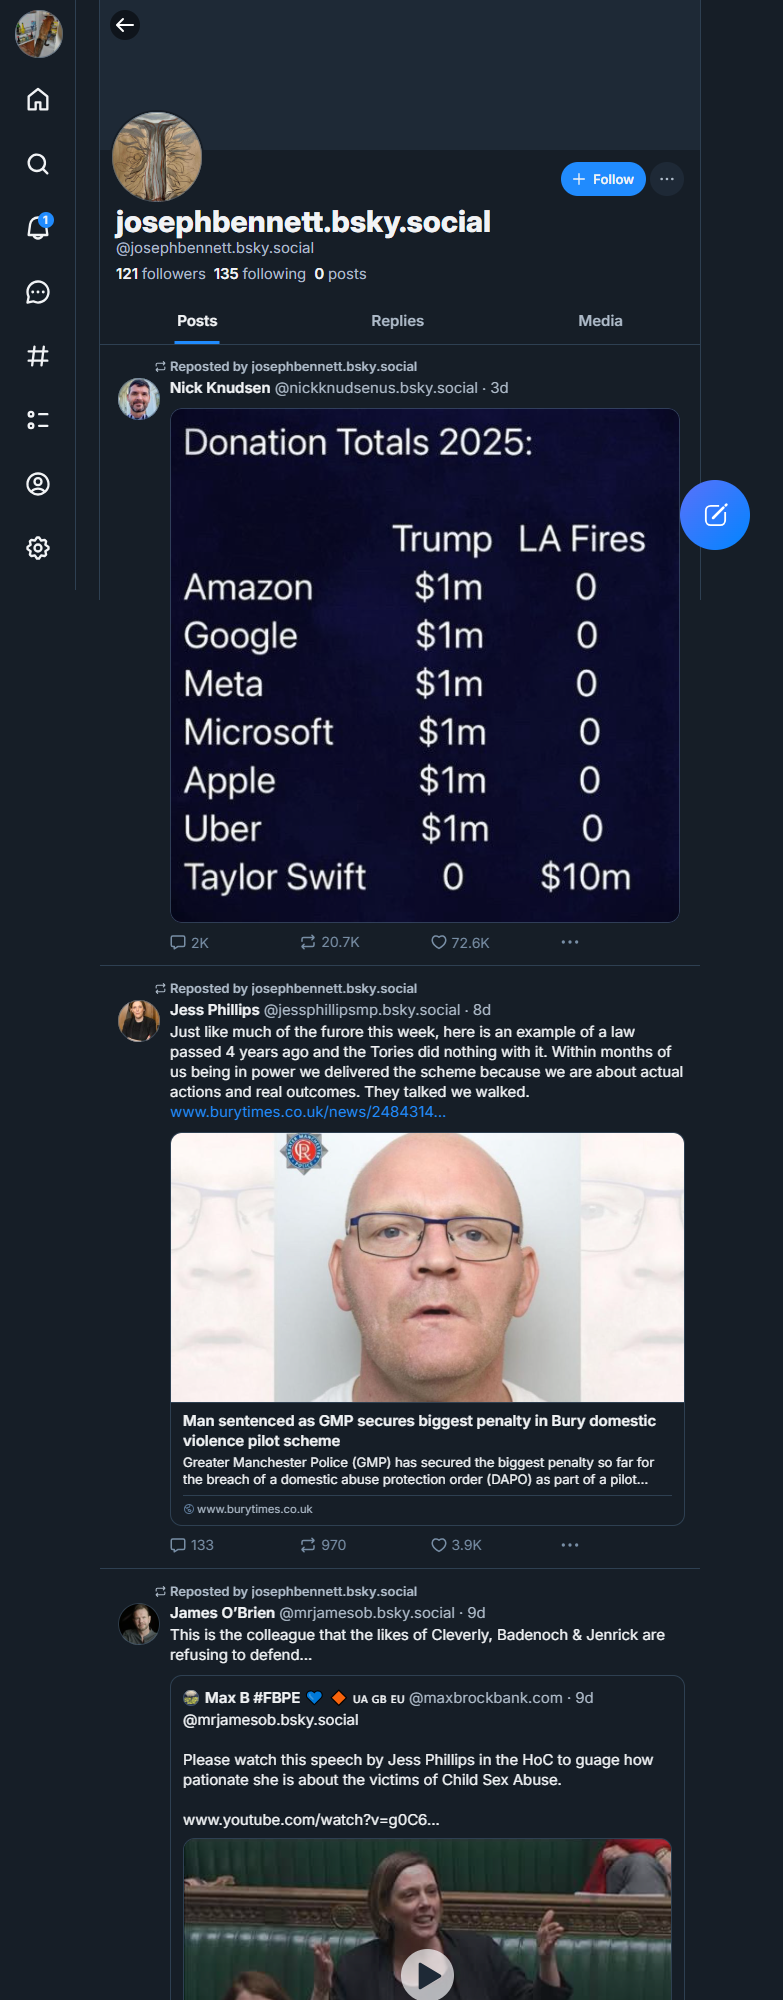 1
+ Follow
josephbennett.bsky.social
@josephbennett.bsky.social
121 followers 135 following 0 posts
Posts Replies Media
Reposted by josephbennett.bsky.social
Nick Knudsen @nickknudsenus.bsky.social · 3d
Donation Totals 2025:
Trump LA Fires
Amazon $1m 0
Google $1m 0
Meta $1m 0
Microsoft $1m 0
Apple $1m 0
Uber $1m 0
Taylor Swift 0 $10m
2K 20.7K 72.6K
Reposted by josephbennett.bsky.social
Jess Phillips @jessphillipsmp.bsky.social · 8d
Just like much of the furore this week, here is an example of a law
passed 4 years ago and the Tories did nothing with it. Within months of
us being in power we delivered the scheme because we are about actual
actions and real outcomes. They talked we walked.
www.burytimes.co.uk/news/2484314...
Man sentenced as GMP secures biggest penalty in Bury domestic
violence pilot scheme
Greater Manchester Police (GMP) has secured the biggest penalty so far for
the breach of a domestic abuse protection order (DAPO) as part of a pilot...
www.burytimes.co.uk
133 970 3.9K
Reposted by josephbennett.bsky.social
James O’Brien @mrjamesob.bsky.social · 9d
This is the colleague that the likes of Cleverly, Badenoch & Jenrick are
refusing to defend...
Max B #FBPE 💙 🔶 UA GB EU @maxbrockbank.com · 9d
@mrjamesob.bsky.social
Please watch this speech by Jess Phillips in the HoC to guage how
pationate she is about the victims of Child Sex Abuse.
www.youtube.com/watch?v=g0C6...